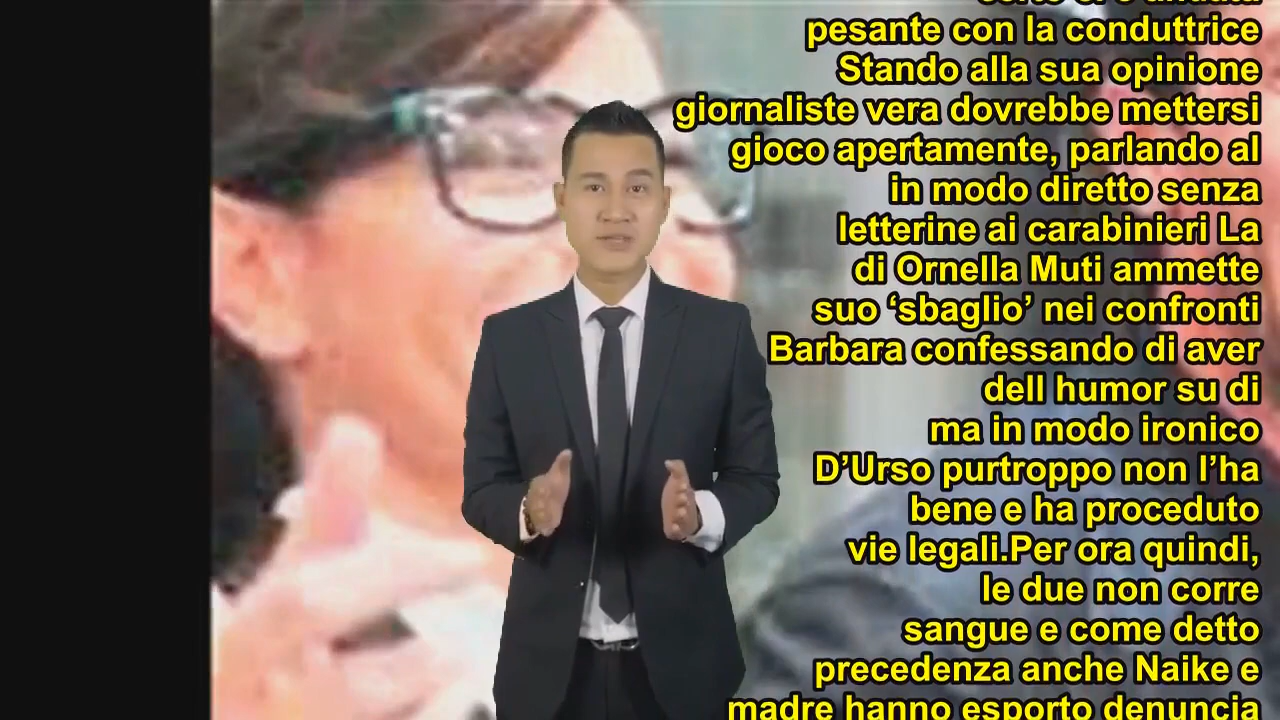 pesante con la conduttrice
Stando alla sua opinione
giornaliste vera dovrebbe mettersi
gioco apertamente, parlando al
in modo diretto senza
letterine ai carabinieri La
di Ornella Muti ammette
suo ‘sbaglio’ nei confronti
Barbara confessando di aver
dell humor su di
ma in modo ironico
D’Urso purtroppo non l’ha
bene e ha proceduto
vie legali.Per ora quindi,
le due non corre
sangue e come detto
precedenza anche Naike e
madre hanno esporto denuncia